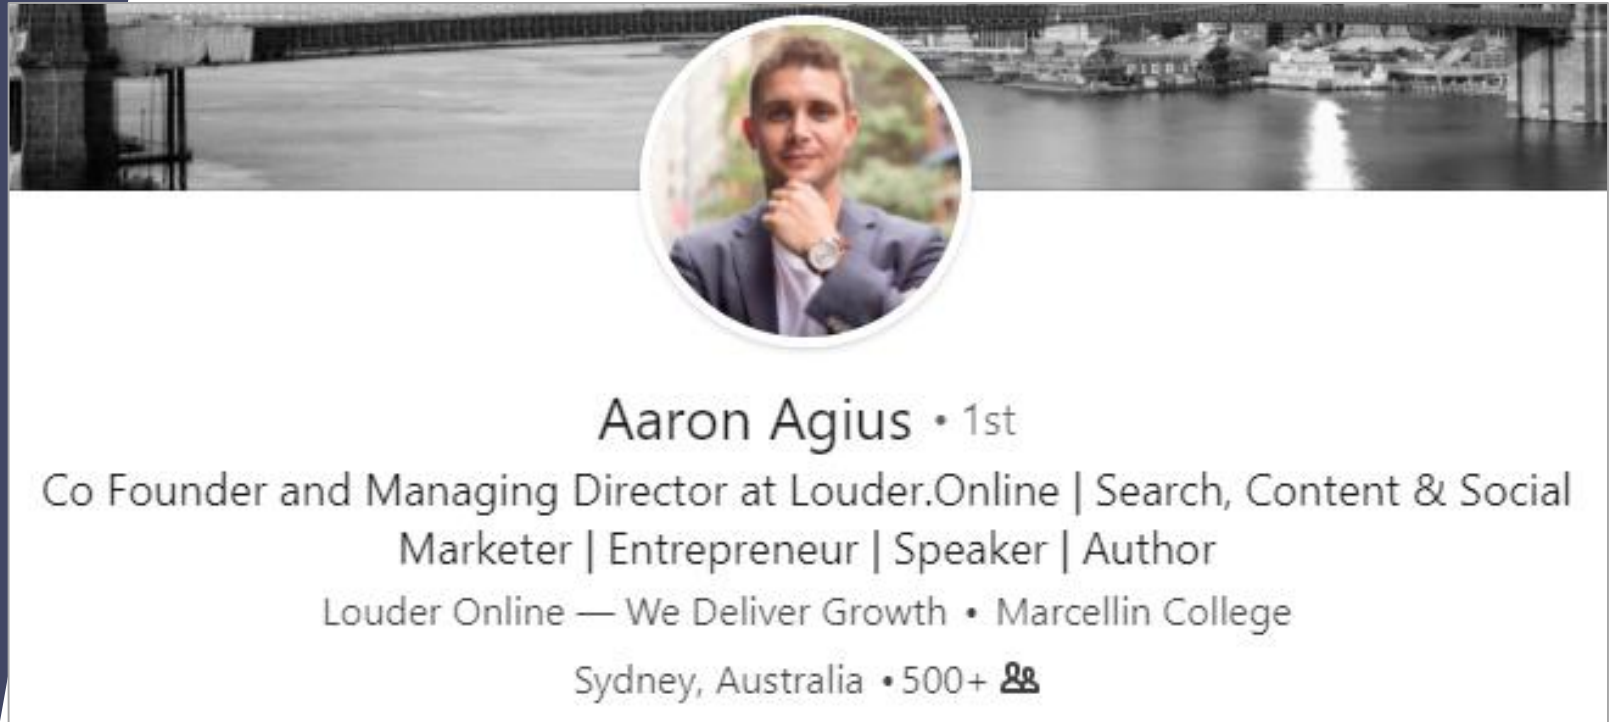 Aaron Agius • 1st
Co Founder and Managing Director at Louder.Online | Search, Content & Social
Marketer | Entrepreneur | Speaker | Author
Louder Online — We Deliver Growth • Marcellin College
Sydney, Australia • 500+